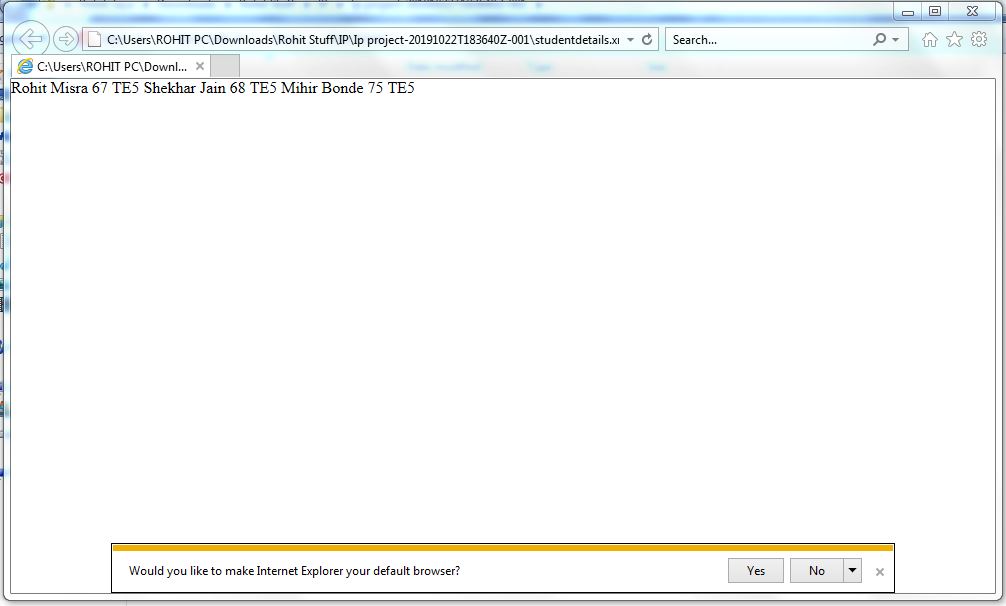 C:\Users\ROHIT PC\Downloads\Rohit Stuff\IP\Ip project-20191022T183640Z-001\studentdetails.x
Search...
C:\Users\ROHIT PC\Downl...
Rohit Misra 67 TE5 Shekhar Jain 68 TE5 Mihir Bonde 75 TE5
Would you like to make Internet Explorer your default browser?
Yes
No